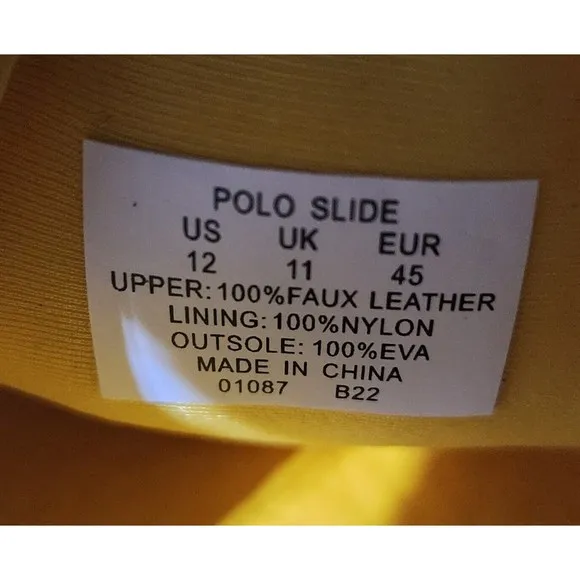 POLO SLIDE
US UK EUR
12 11 45
UPPER:100%FAUX LEATHER
LINING:100%NYLON
OUTSOLE: 100%EVA
MADE IN CHINA
01087 B22